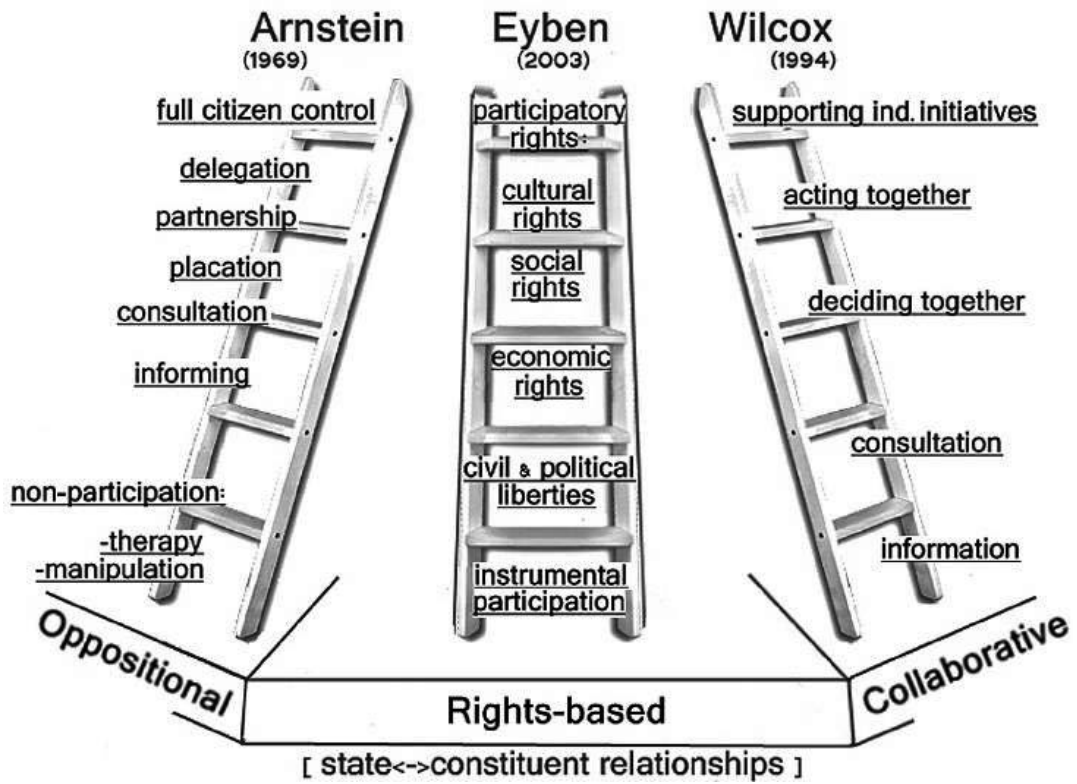 Arnstein
(1969)
full citizen control
delegation
partnership
placation
consultation
informing
non-participation:
-therapy
-manipulation
Eyben
(2003)
participatory
rights:
cultural
rights
social
rights
economic
rights
civil & political
liberties
instrumental
participation
Wilcox
(1994)
supporting ind. initiatives
acting together
deciding together
consultation
information
Oppositional
Rights-based
Collaborative
[ state<->constituent relationships ]